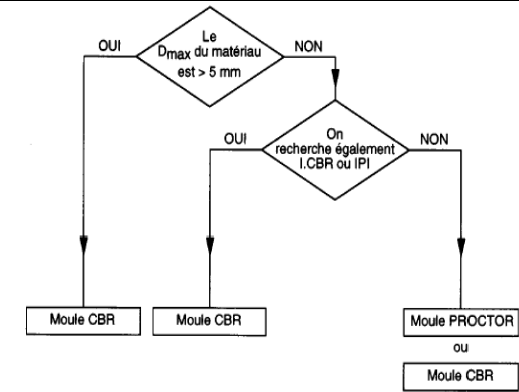 Le
Dmax du matériau
est > 5 mm
OUI
NON
On
recherche également
I.CBR ou IPI
OUI
NON
Moule CBR
Moule CBR
Moule PROCTOR
ou
Moule CBR